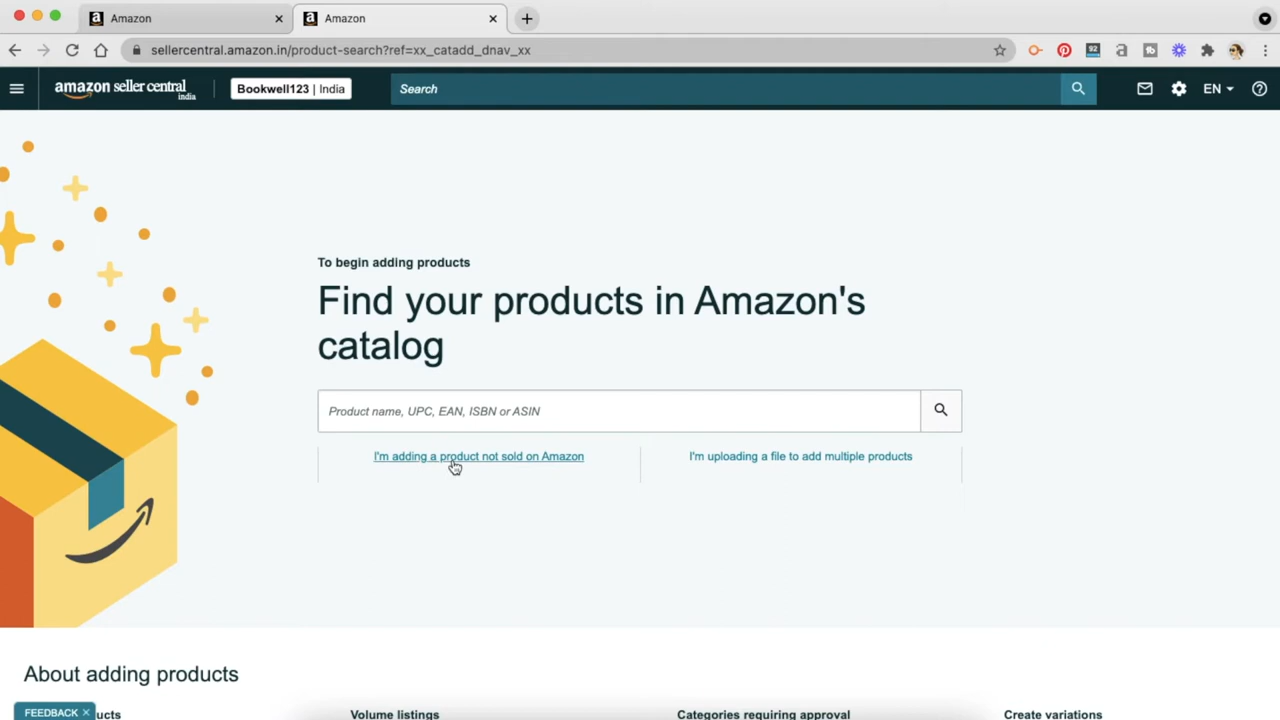 Amazon
Amazon
sellercentral.amazon.in/product-search?ref=xx_catadd_dnav_xx
92
amazon seller central
india
Bookwell123 | India
Search
EN
To begin adding products
Find your products in Amazon's
catalog
Product name, UPC, EAN, ISBN or ASIN
I'm adding a product not sold on Amazon
I'm uploading a file to add multiple products
About adding products
FEEDBACK
Volume listings
Categories requiring approval
Create variations